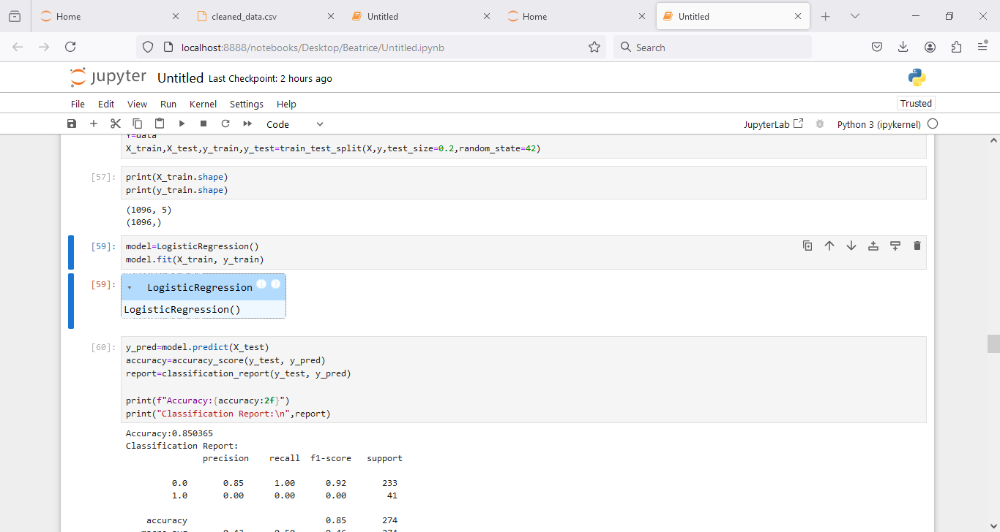 Home
cleaned_data.csv
Untitled
Home
Untitled
localhost:8888/notebooks/Desktop/Beatrice/Untitled.ipynb
Search
jupyter Untitled Last Checkpoint: 2 hours ago
File Edit View Run Kernel Settings Help
Trusted
Code
JupyterLab
Python 3 (ipykernel)
Y=data
X_train,X_test,y_train,y_test=train_test_split(X,y,test_size=0.2,random_state=42)
[57]:
print(X_train.shape)
print(y_train.shape)
(1096, 5)
(1096,)
[59]:
model=LogisticRegression()
model.fit(X_train, y_train)
[59]:
LogisticRegression
LogisticRegression()
[60]:
y_pred=model.predict(X_test)
accuracy=accuracy_score(y_test, y_pred)
report=classification_report(y_test, y_pred)
print(f"Accuracy:{accuracy:2f}")
print("Classification Report:\n",report)
Accuracy:0.850365
Classification Report:
precision recall f1-score support
0.0 0.85 1.00 0.92 233
1.0 0.00 0.00 0.00 41
accuracy 0.85 274
macro avg 0.43 0.50 0.46 274